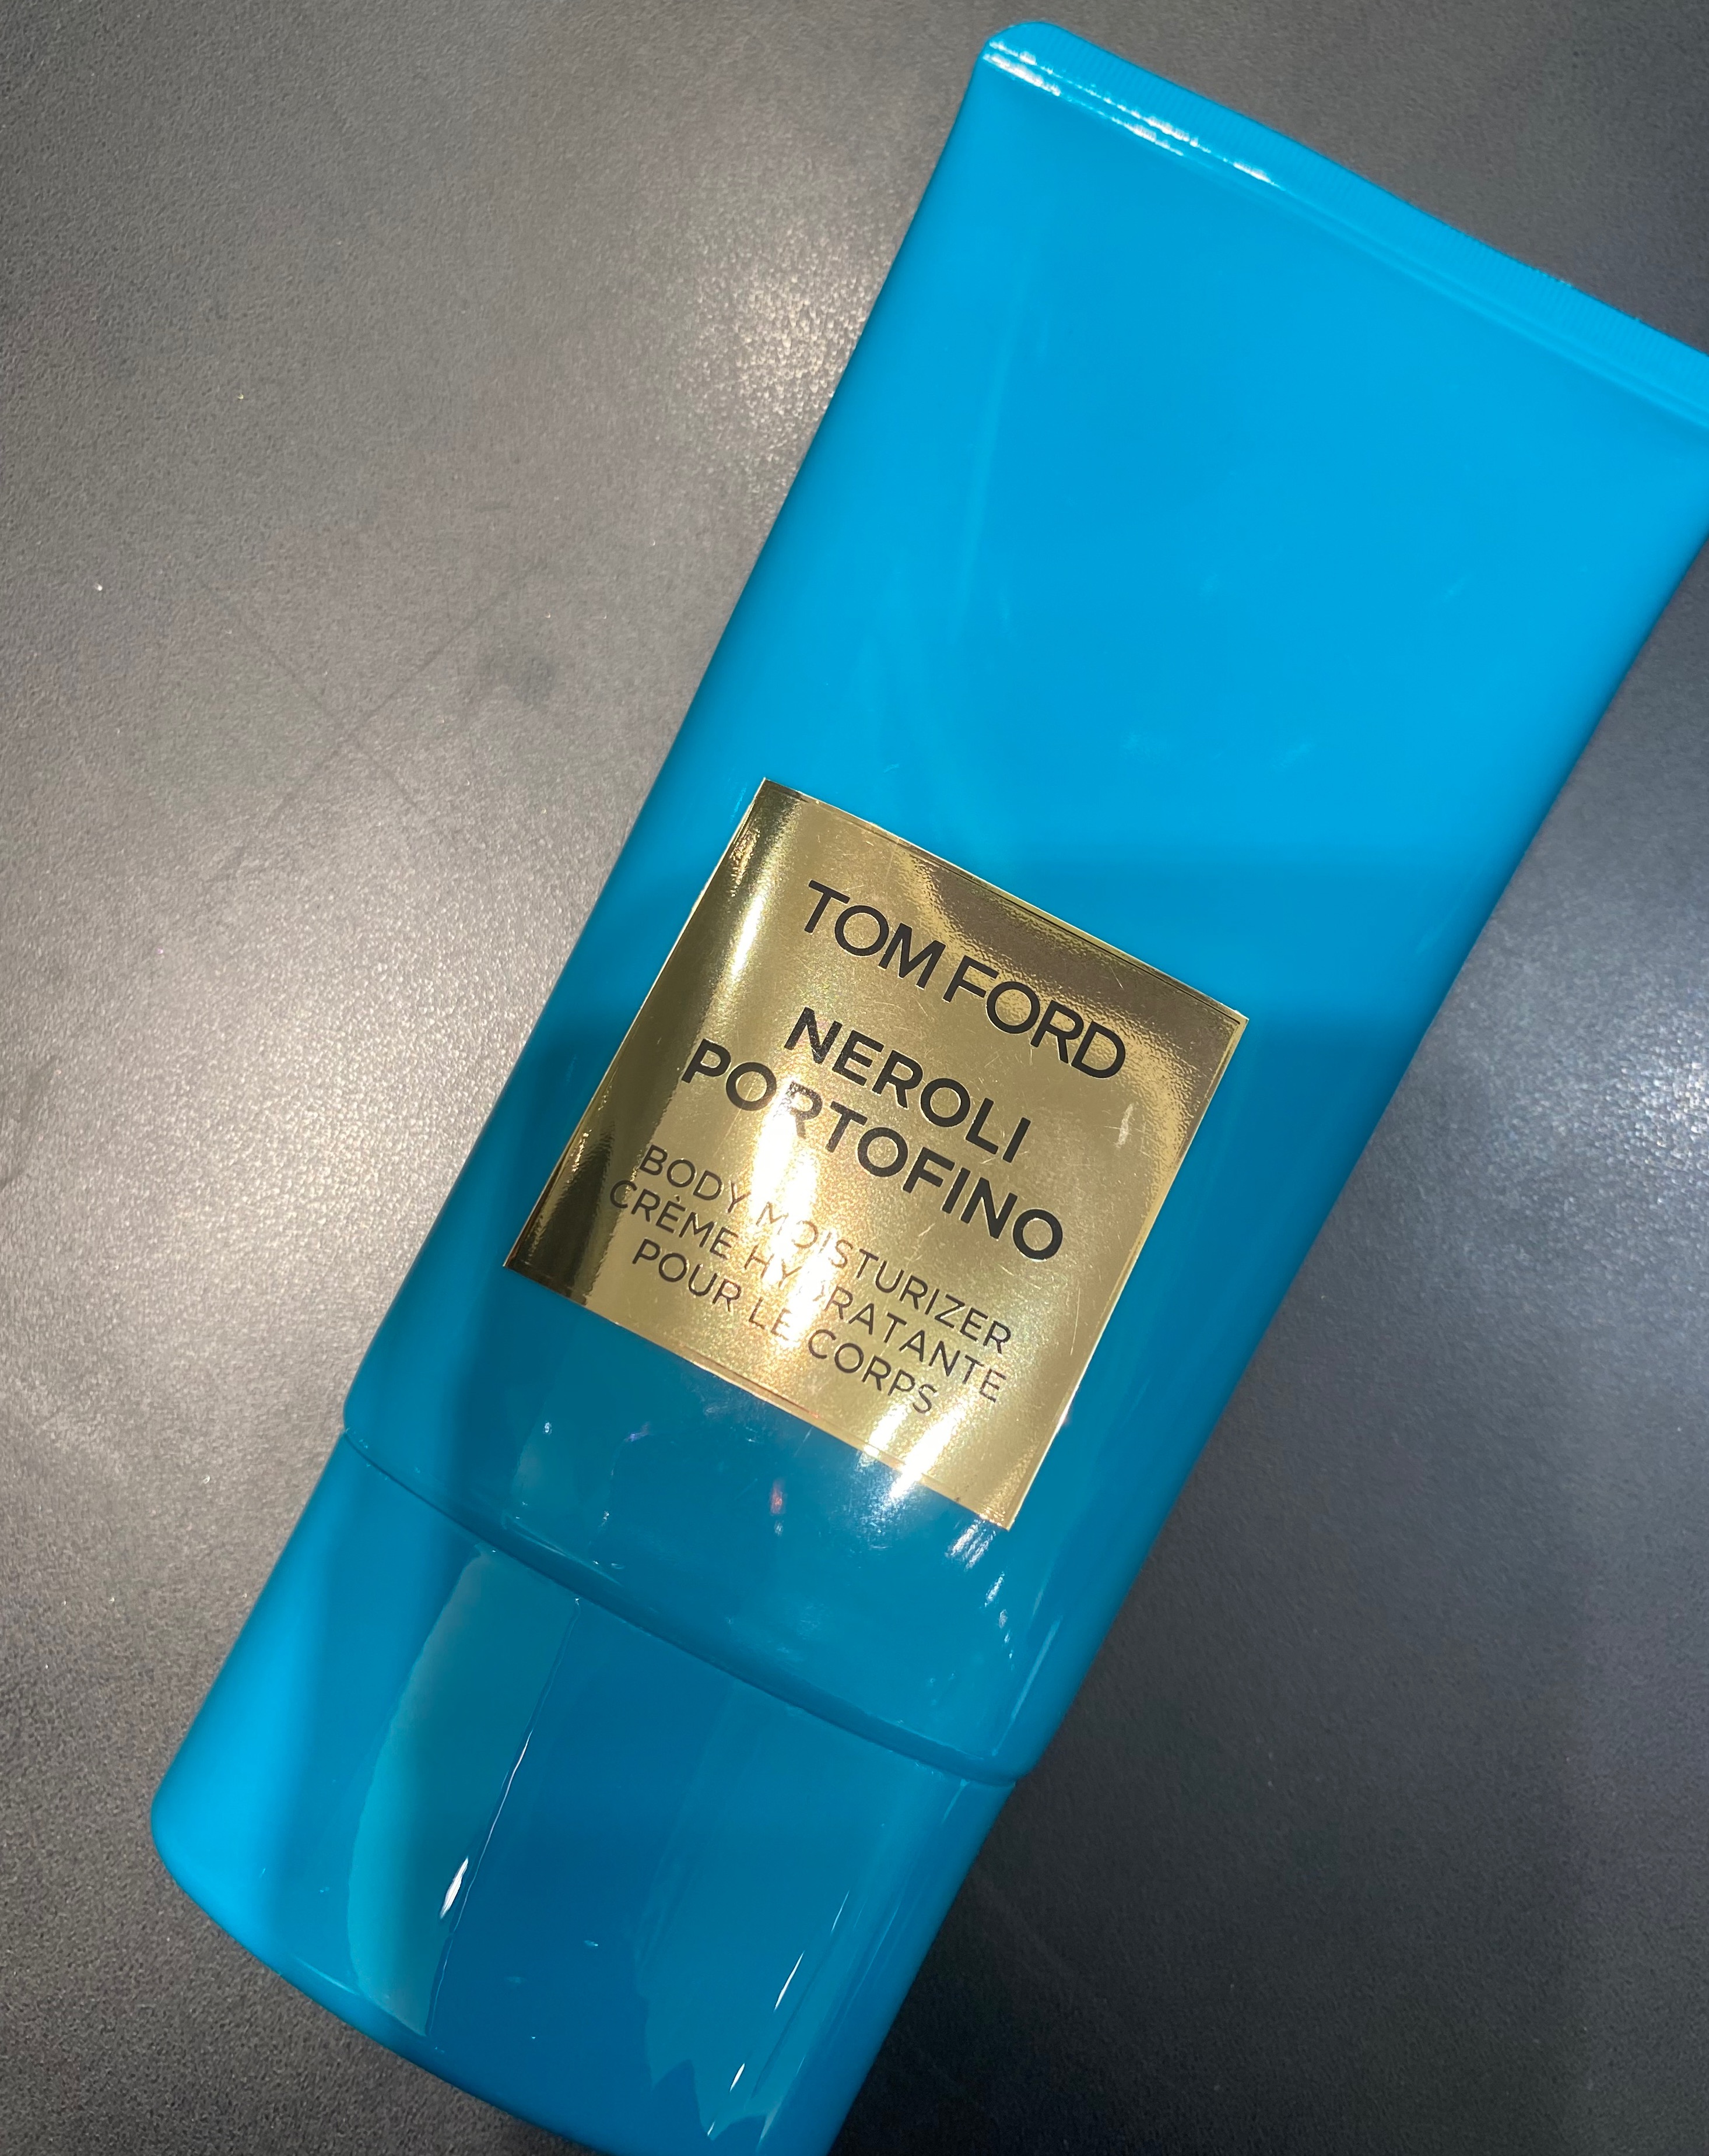 TOM FORD
NEROLI
PORTOFINO
BODY MOISTURIZER
CRÈME HYDRATANTE
POUR LE CORPS